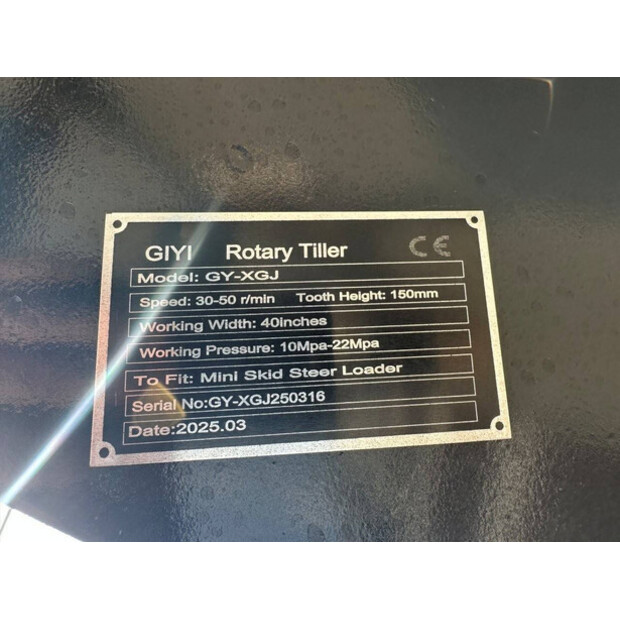 GIYI Rotary Tiller CE
Model: GY-XGJ
Speed: 30-50 r/min Tooth Height: 150mm
Working Width: 40inches
Working Pressure: 10Mpa-22Mpa
To Fit: Mini Skid Steer Loader
Serial No:GY-XGJ250316
Date:2025.03